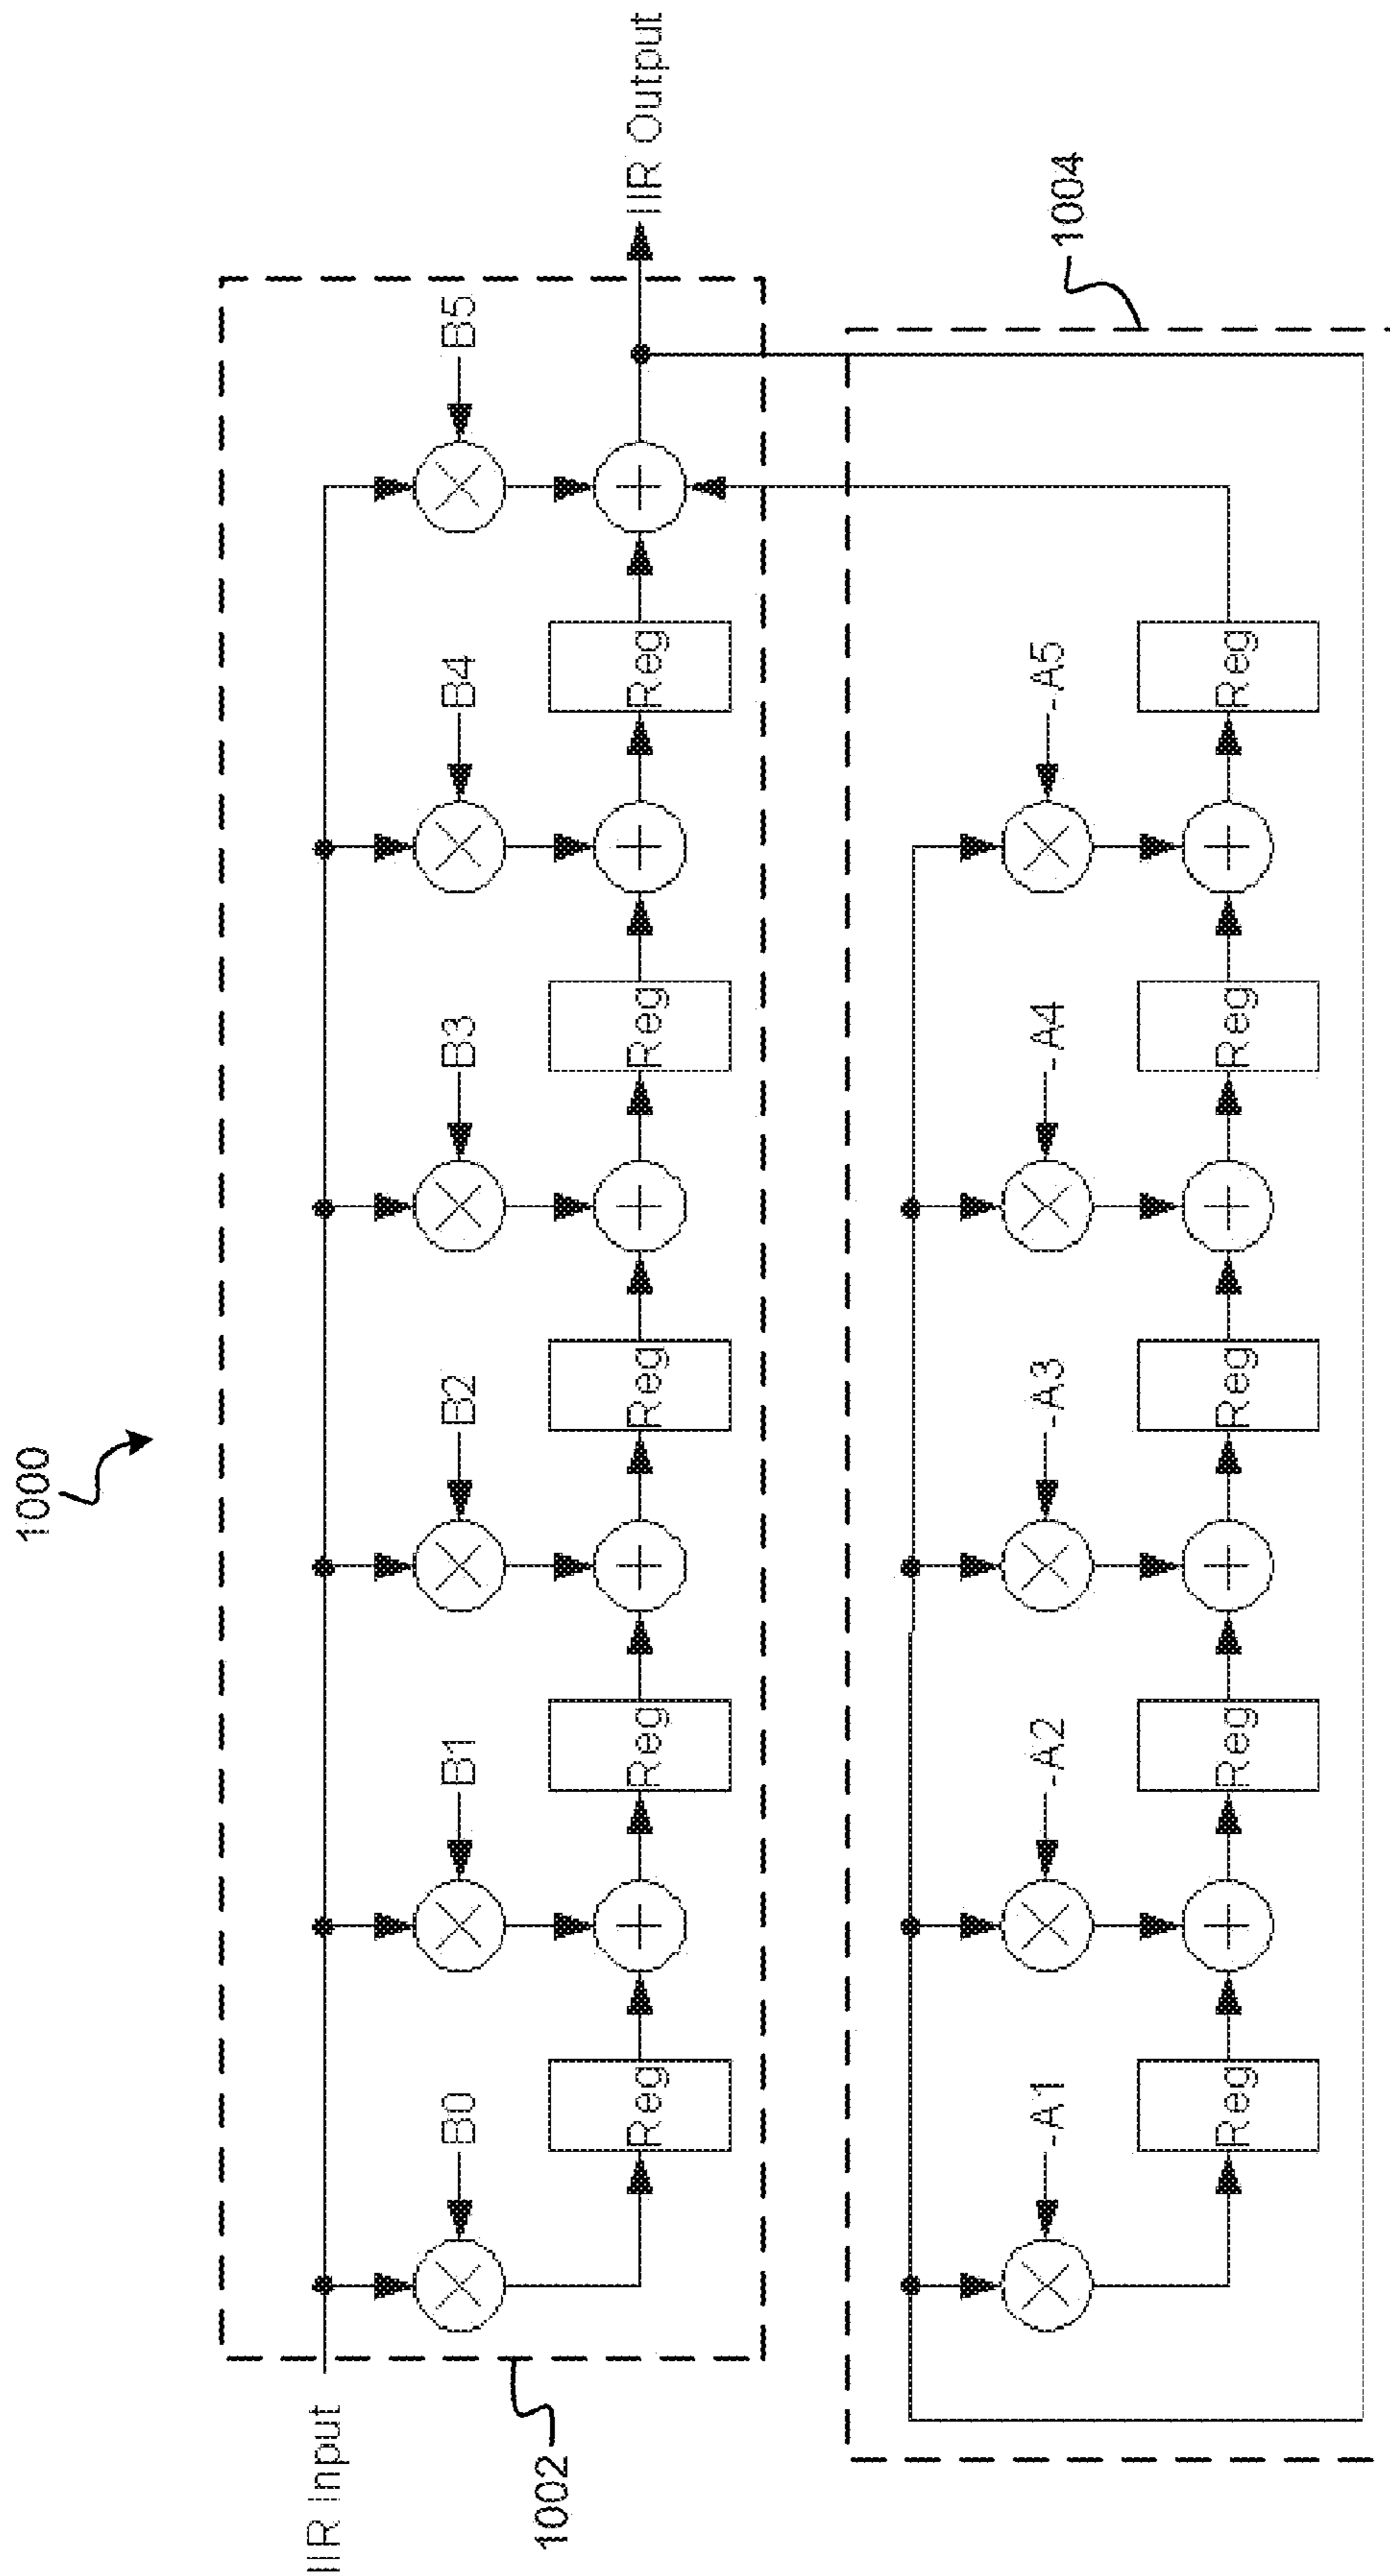 1000
IIR Input
B0
B1
B2
B3
B4
B5
Reg
Reg
Reg
Reg
Reg
IIR Output
1002
1004
-A1
-A2
-A3
-A4
-A5
Reg
Reg
Reg
Reg
Reg